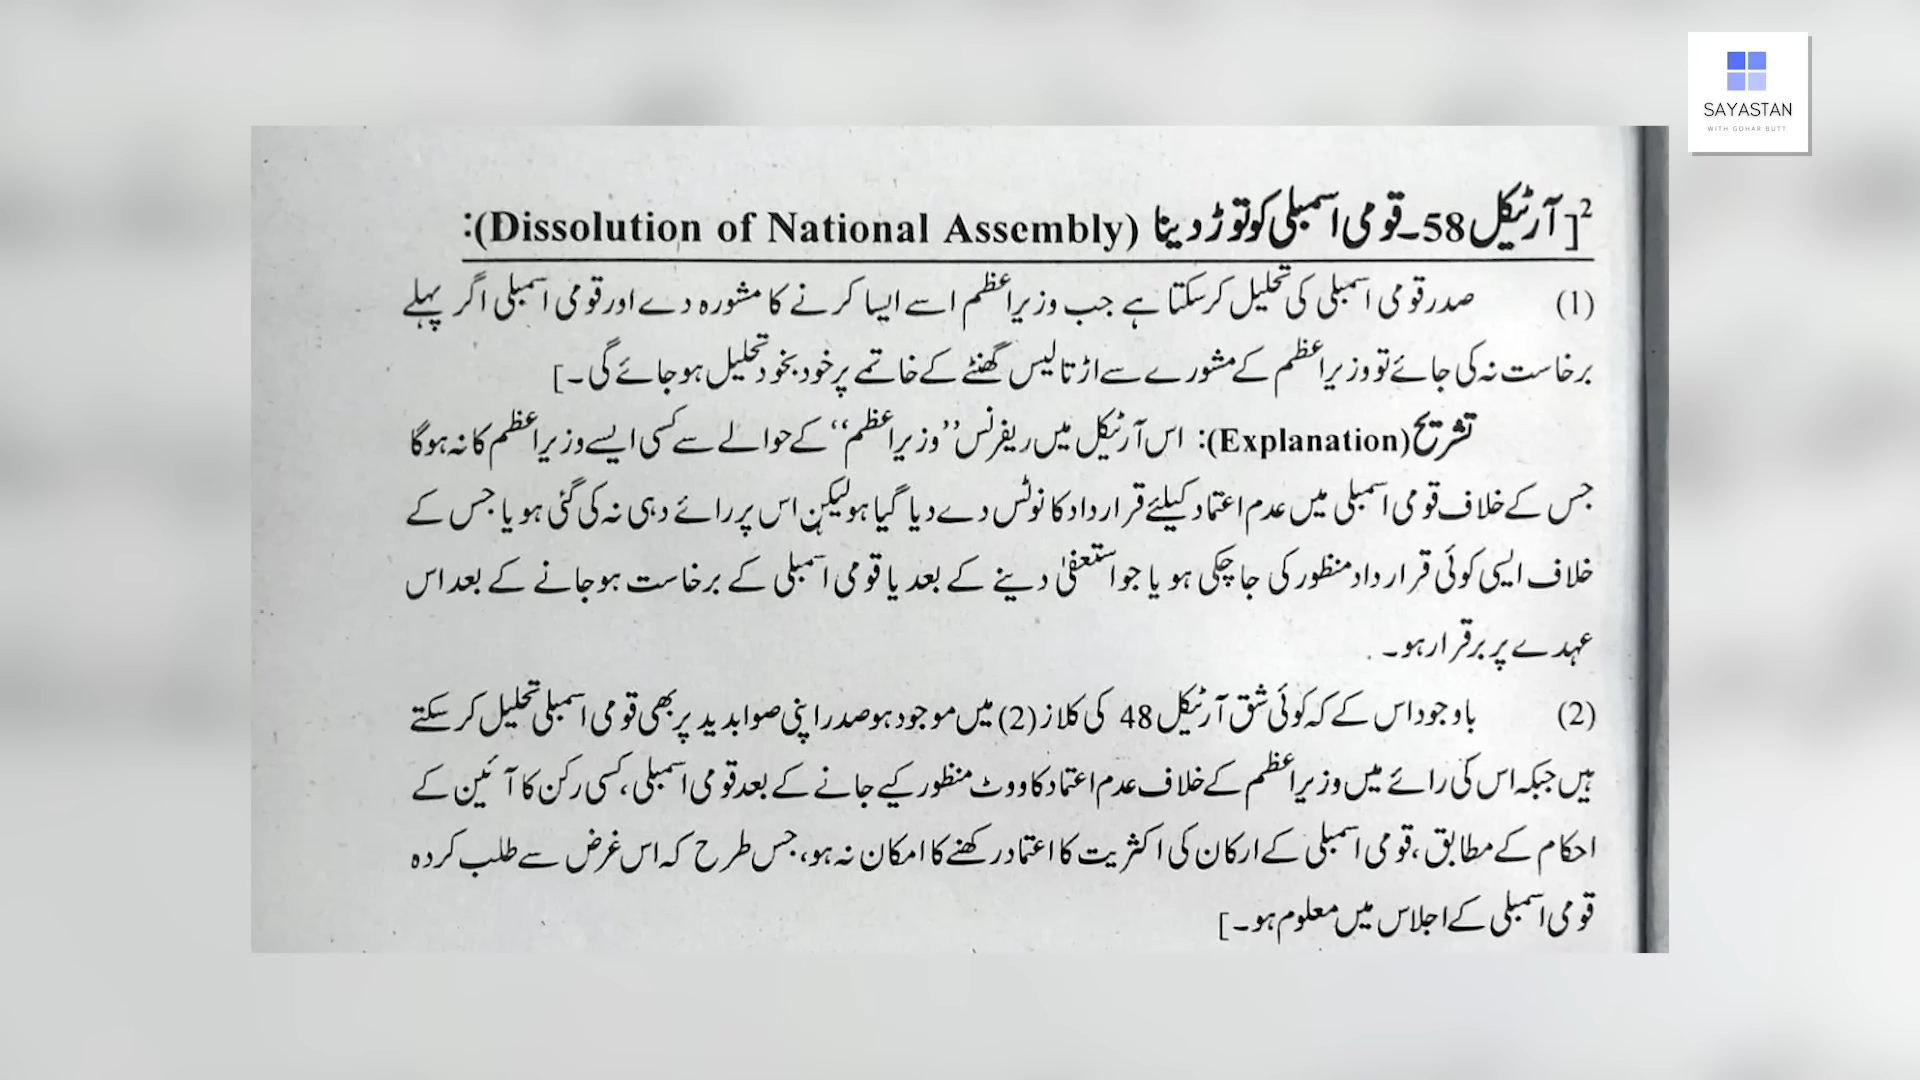 SAYASTAN
WITH GOHAR BUTT
2[آرٹیکل 58۔ قومی اسمبلی کو توڑ دینا (Dissolution of National Assembly):
(1) صدر قومی اسمبلی کی تحلیل کر سکتا ہے جب وزیراعظم اسے ایسا کرنے کا مشورہ دے اور قومی اسمبلی اگر پہلے
برخاست نہ کی جائے تو وزیراعظم کے مشورے سے اڑتالیس گھنٹے کے خاتمے پر خود بخود تحلیل ہو جائے گی۔]
تشریح (Explanation): اس آرٹیکل میں ریفرنس ’’وزیراعظم‘‘ کے حوالے سے کسی ایسے وزیراعظم کا نہ ہوگا
جس کے خلاف قومی اسمبلی میں عدم اعتماد کیلئے قرارداد کا نوٹس دے دیا گیا ہو لیکن اس پر رائے دہی نہ کی گئی ہو یا جس کے
خلاف ایسی کوئی قرارداد منظور کی جا چکی ہو یا جو استعفیٰ دینے کے بعد یا قومی اسمبلی کے برخاست ہو جانے کے بعد اس
عہدے پر برقرار ہو۔
(2) باوجود اس کے کہ کوئی شق آرٹیکل 48 کی کلاز (2) میں موجود ہو صدر اپنی صوابدید پر بھی قومی اسمبلی تحلیل کر سکتے
ہیں جبکہ اس کی رائے میں وزیراعظم کے خلاف عدم اعتماد کا ووٹ منظور کیے جانے کے بعد قومی اسمبلی، کسی رکن کا آئین کے
احکام کے مطابق، قومی اسمبلی کے ارکان کی اکثریت کا اعتماد رکھنے کا امکان نہ ہو، جس طرح کہ اس غرض سے طلب کردہ
قومی اسمبلی کے اجلاس میں معلوم ہو۔]